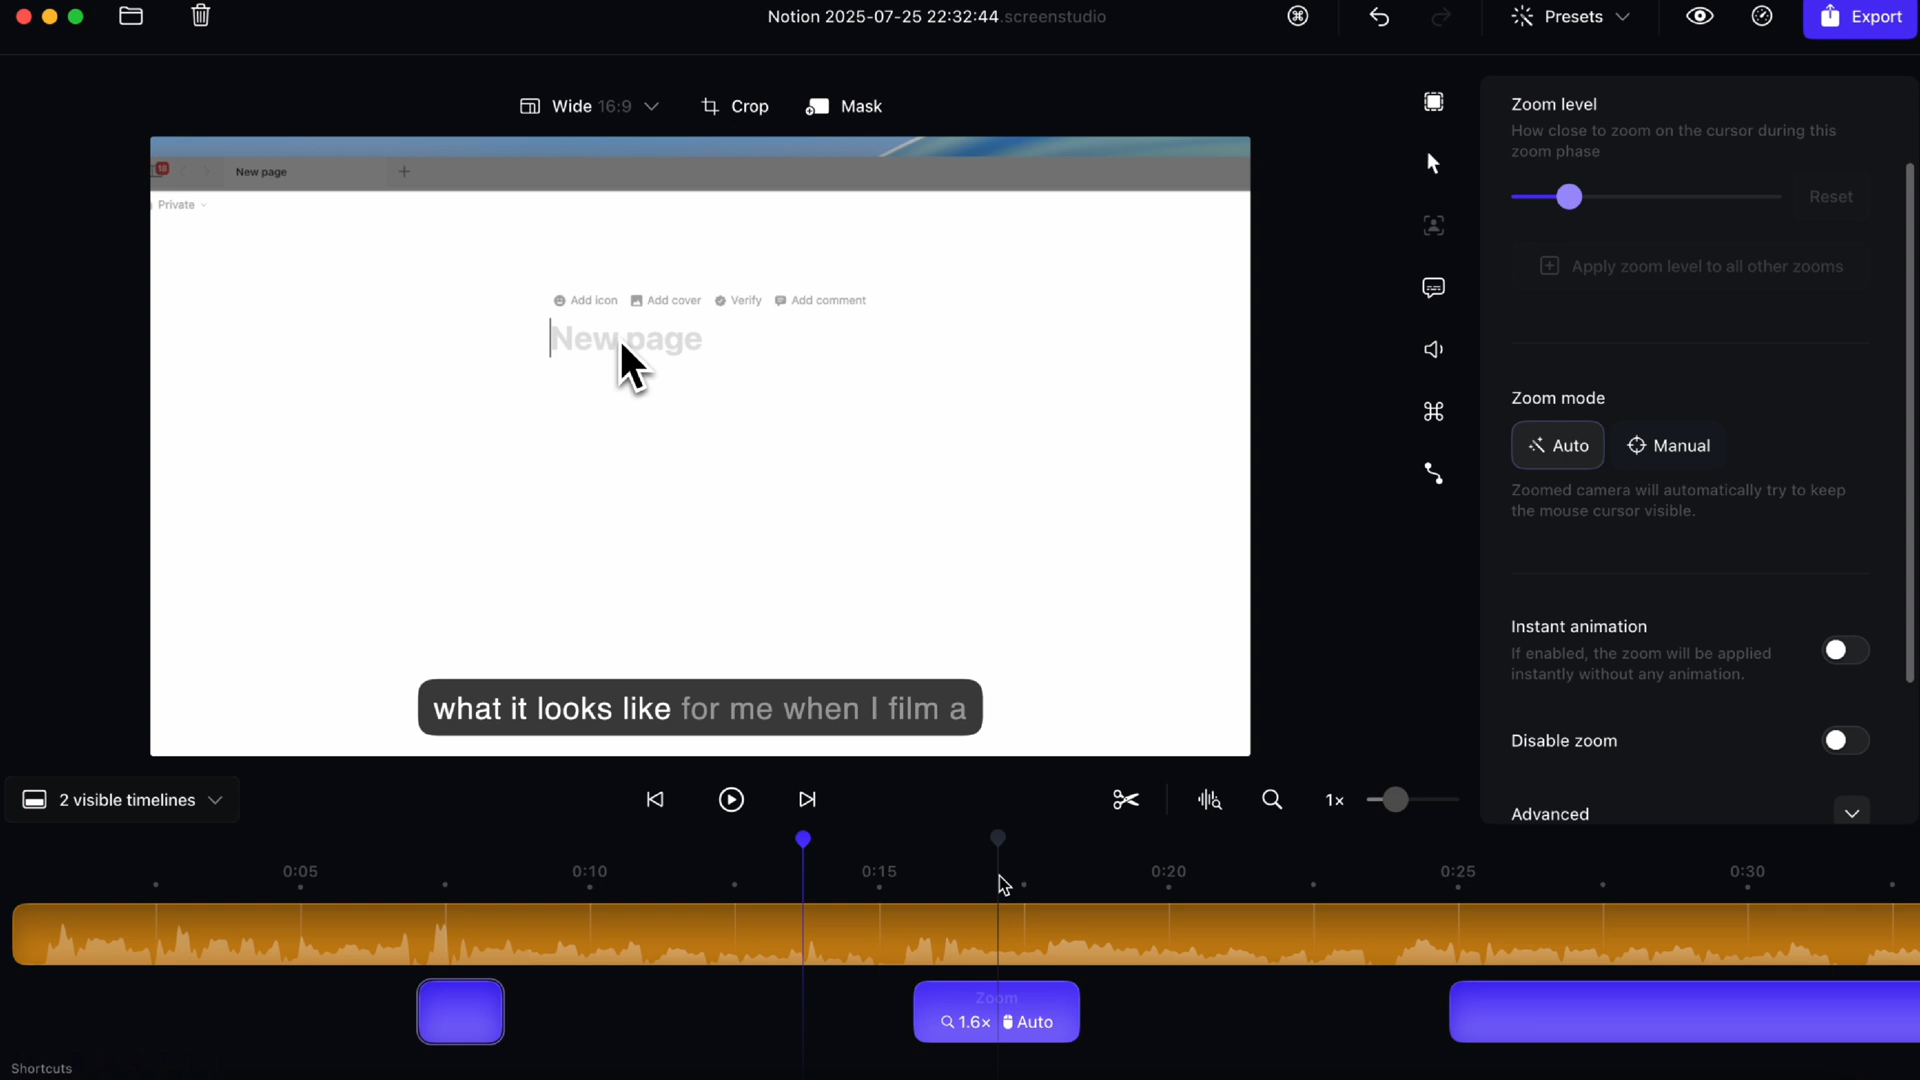 Notion 2025-07-25 22:32:44.screenstudio
Presets
Export
Wide 16:9
Crop
Mask
18
New page
Private
Add icon
Add cover
Verify
Add comment
New page
what it looks like for me when I film a
Zoom level
How close to zoom on the cursor during this
zoom phase
Reset
Apply zoom level to all other zooms
Zoom mode
Auto
Manual
Zoomed camera will automatically try to keep
the mouse cursor visible.
Instant animation
If enabled, the zoom will be applied
instantly without any animation.
Disable zoom
Advanced
2 visible timelines
1×
0:05
0:10
0:15
0:20
0:25
0:30
Zoom
1.6× Auto
Shortcuts